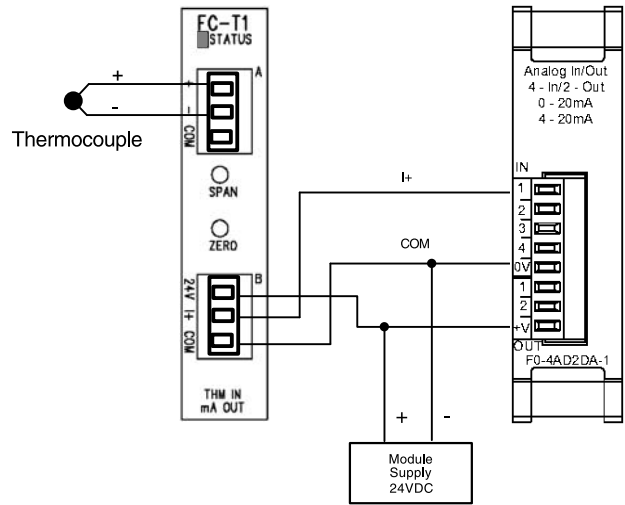 FC-T1
STATUS
A
+
-
COM
+
-
Thermocouple
SPAN
ZERO
B
24V
I+
COM
THM IN
mA OUT
I+
COM
Analog In/Out
4 - In/2 - Out
0 - 20mA
4 - 20mA
IN
1
2
3
4
0V
1
2
+V
OUT
F0-4AD2DA-1
+
-
Module
Supply
24VDC